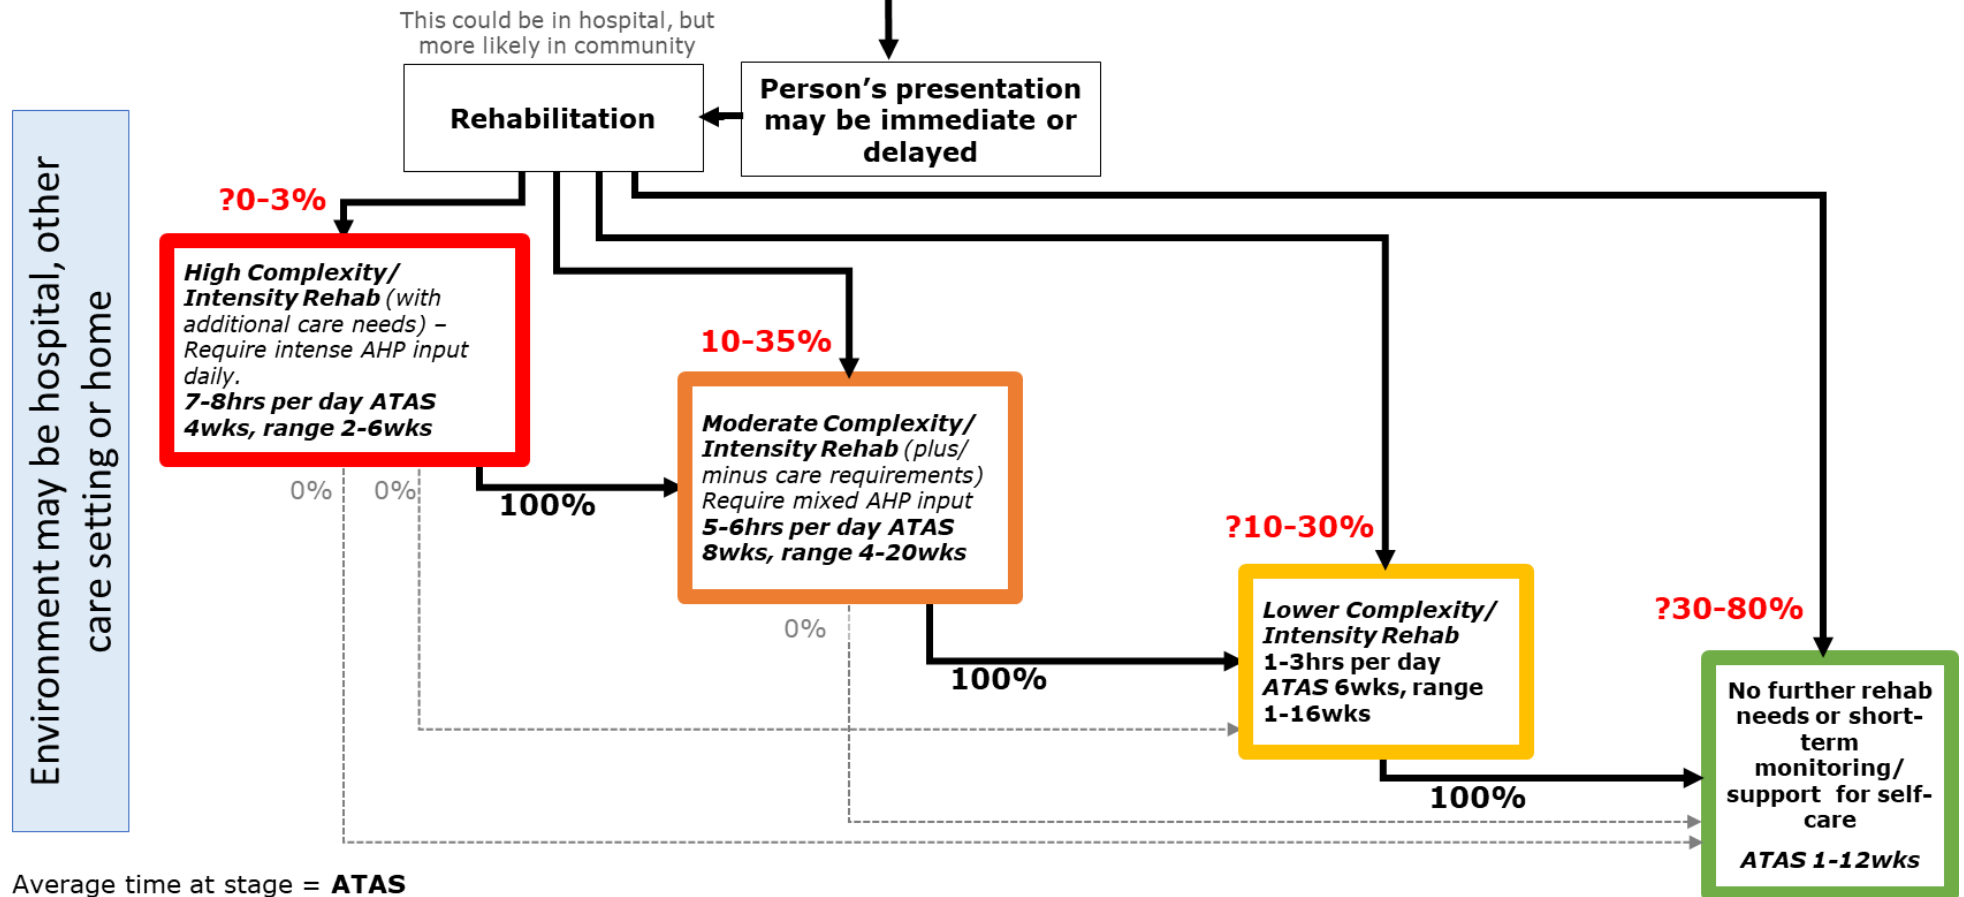 This could be in hospital, but
more likely in community
Rehabilitation
Person’s presentation
may be immediate or
delayed
Environment may be hospital, other
care setting or home
?0-3%
High Complexity/
Intensity Rehab (with
additional care needs) –
Require intense AHP input
daily.
7-8hrs per day ATAS
4wks, range 2-6wks
0%
0%
100%
10-35%
Moderate Complexity/
Intensity Rehab (plus/
minus care requirements)
Require mixed AHP input
5-6hrs per day ATAS
8wks, range 4-20wks
0%
100%
?10-30%
Lower Complexity/
Intensity Rehab
1-3hrs per day
ATAS 6wks, range
1-16wks
100%
?30-80%
No further rehab
needs or short-
term
monitoring/
support for self-
care
ATAS 1-12wks
Average time at stage = ATAS